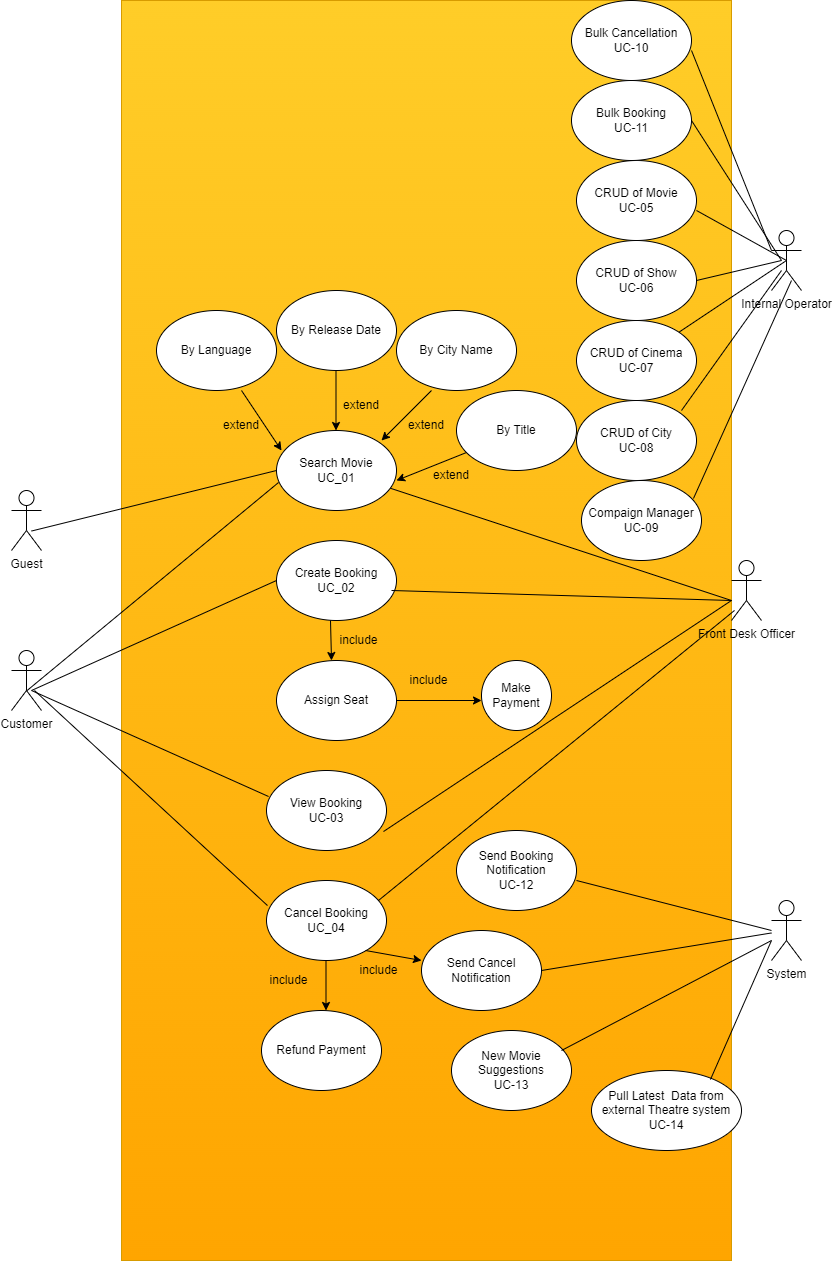 Bulk Cancellation
UC-10
Bulk Booking
UC-11
CRUD of Movie
UC-05
CRUD of Show
UC-06
Internal Operator
CRUD of Cinema
UC-07
CRUD of City
UC-08
Compaign Manager
UC-09
By Language
By Release Date
By City Name
By Title
extend
extend
extend
extend
Search Movie
UC_01
Guest
Create Booking
UC_02
Front Desk Officer
include
Assign Seat
include
Make
Payment
Customer
View Booking
UC-03
Send Booking
Notification
UC-12
Cancel Booking
UC_04
include
include
Send Cancel
Notification
System
Refund Payment
New Movie
Suggestions
UC-13
Pull Latest  Data from
external Theatre system
UC-14